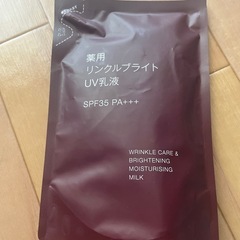 薬用
リンクルブライト
UV乳液
SPF35 PA+++
WRINKLE CARE &
BRIGHTENING
MOISTURISING
MILK